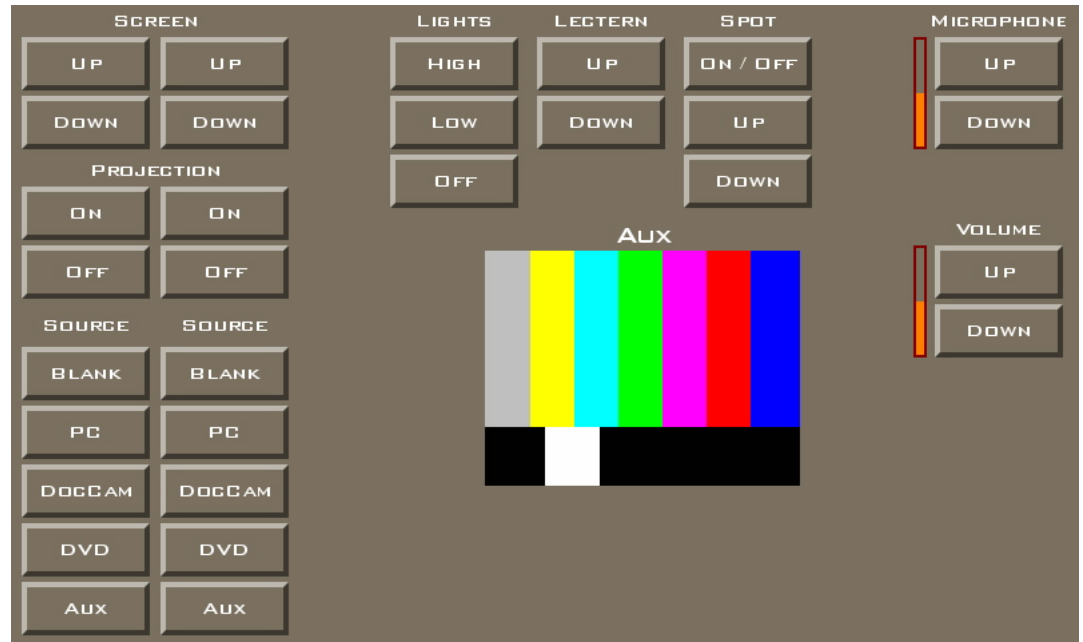 Screen Lights Lectern Spot Microphone
Up Up High Up On / Off Up
Down Down Low Down Up Down
Projection Off Down
On On
Aux Volume
Off Off Up
Source Source Down
Blank Blank
PC PC
DocCam DocCam
DVD DVD
Aux Aux